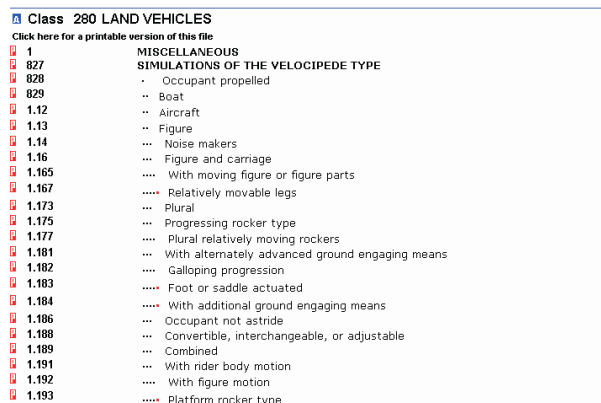 A Class 280 LAND VEHICLES
Click here for a printable version of this file
P 1 MISCELLANEOUS
P 827 SIMULATIONS OF THE VELOCIPEDE TYPE
P 828 . Occupant propelled
P 829 .. Boat
P 1.12 .. Aircraft
P 1.13 .. Figure
P 1.14 ... Noise makers
P 1.16 ... Figure and carriage
P 1.165 .... With moving figure or figure parts
P 1.167 ..... Relatively movable legs
P 1.173 ... Plural
P 1.175 ... Progressing rocker type
P 1.177 .... Plural relatively moving rockers
P 1.181 ... With alternately advanced ground engaging means
P 1.182 .... Galloping progression
P 1.183 ..... Foot or saddle actuated
P 1.184 ..... With additional ground engaging means
P 1.186 ... Occupant not astride
P 1.188 ... Convertible, interchangeable, or adjustable
P 1.189 ... Combined
P 1.191 ... With rider body motion
P 1.192 .... With figure motion
P 1.193 ..... Platform rocker type